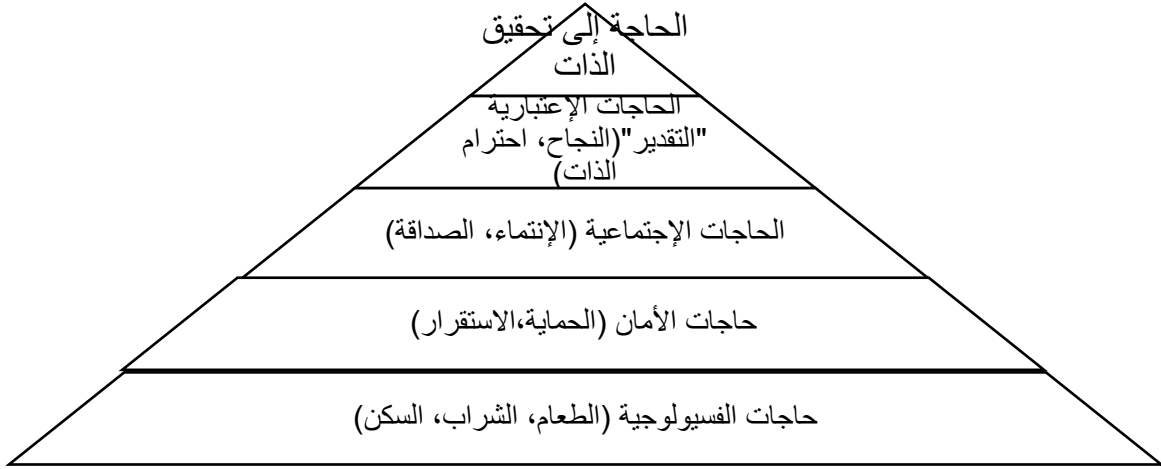 الحاجة إلى تحقيق
الذات
الحاجات الإعتبارية
"التقدير"(النجاح، احترام
الذات)
الحاجات الإجتماعية (الإنتماء، الصداقة)
حاجات الأمان (الحماية،الاستقرار)
حاجات الفسيولوجية (الطعام، الشراب، السكن)